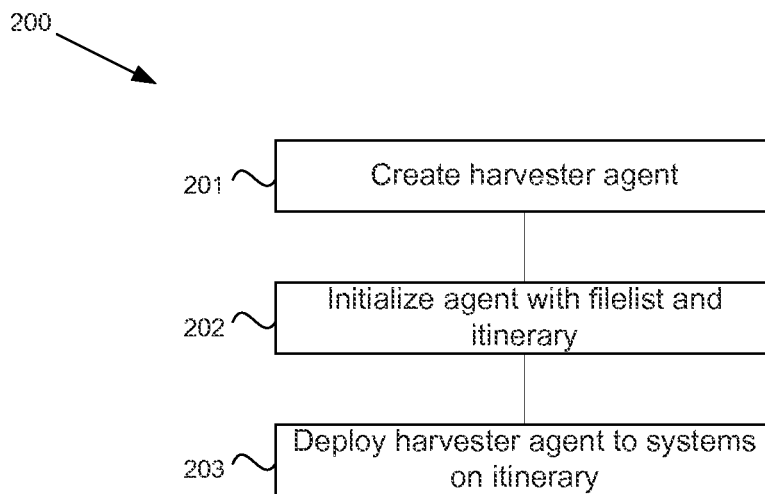 200
201
Create harvester agent
202
Initialize agent with filelist and
itinerary
203
Deploy harvester agent to systems
on itinerary